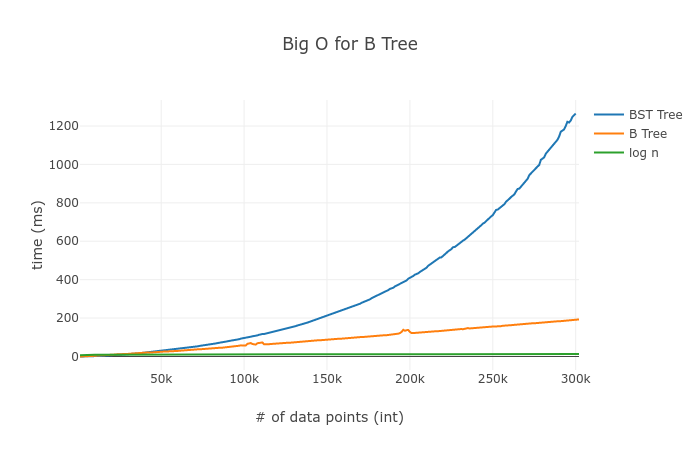 Big O for B Tree
BST Tree
B Tree
log n
time (ms)
1200
1000
800
600
400
200
0
50k
100k
150k
200k
250k
300k
# of data points (int)